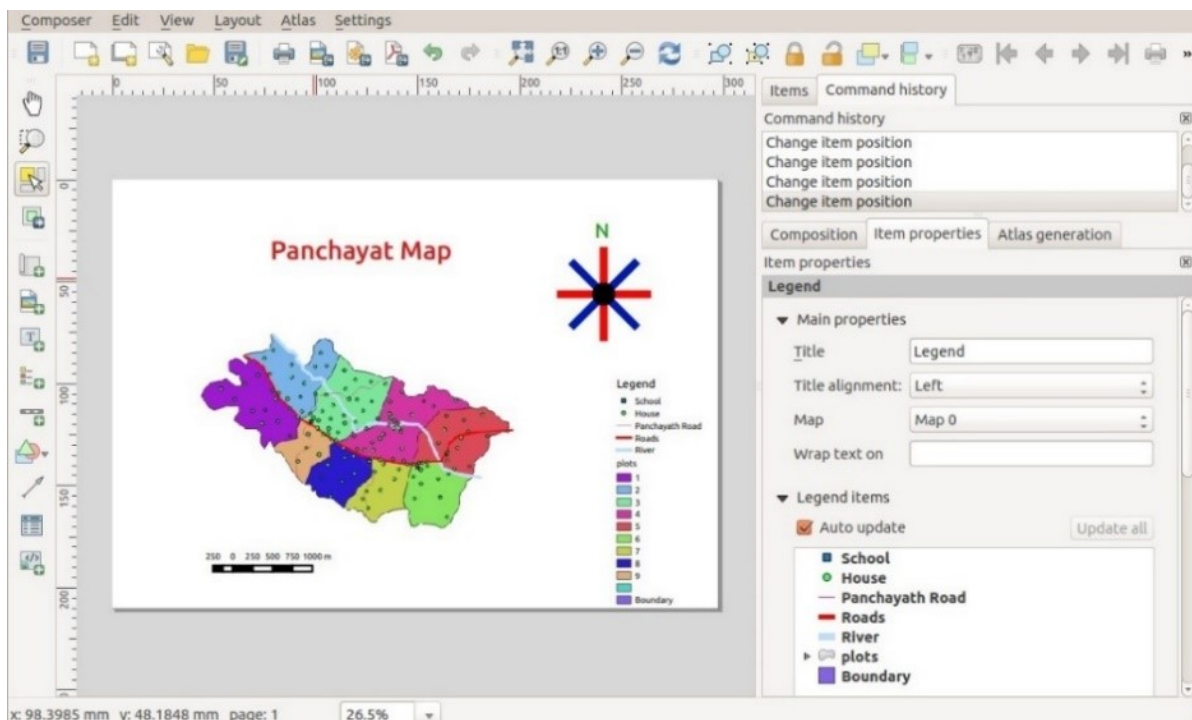 Composer Edit View Layout Atlas Settings
0 50 100 150 200 250 300
Items Command history
Command history
Change item position
Change item position
Change item position
Change item position
Composition Item properties Atlas generation
Item properties
Legend
Main properties
Title Legend
Title alignment: Left
Map Map 0
Wrap text on
Legend items
Auto update Update all
School
House
Panchayath Road
Roads
River
plots
Boundary
0
50
100
150
200
Panchayat Map
N
Legend
School
House
Panchayath Road
Roads
River
plots
1
2
3
4
5
6
7
8
9
Boundary
250 0 250 500 750 1000 m
x: 98.3985 mm y: 48.1848 mm page: 1 26.5%